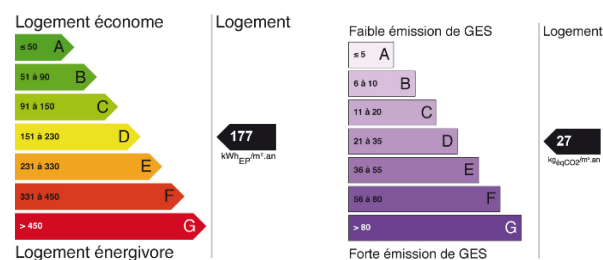 Logement économe
Logement
≤ 50 A
51 à 90 B
91 à 150 C
151 à 230 D
231 à 330 E
331 à 450 F
> 450 G
177
kWhEP/m².an
Logement énergivore
Faible émission de GES
Logement
≤ 5 A
6 à 10 B
11 à 20 C
21 à 35 D
36 à 55 E
56 à 80 F
> 80 G
27
kgéqCO2/m².an
Forte émission de GES